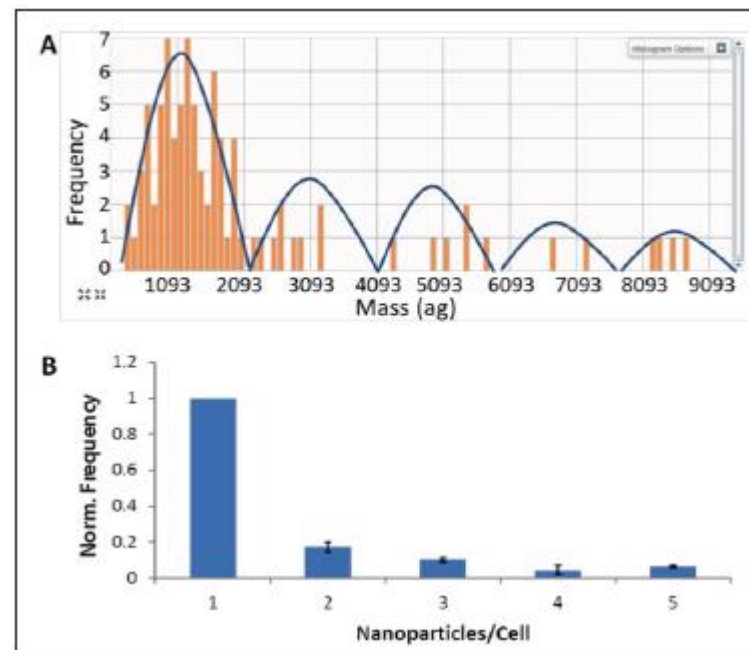 A
7
6
5
4
3
2
1
0
Frequency
Histogram Options
1093 2093 3093 4093 5093 6093 7093 8093 9093
Mass (ag)
B
1.2
1
0.8
0.6
0.4
0.2
0
Norm. Frequency
1 2 3 4 5
Nanoparticles/Cell